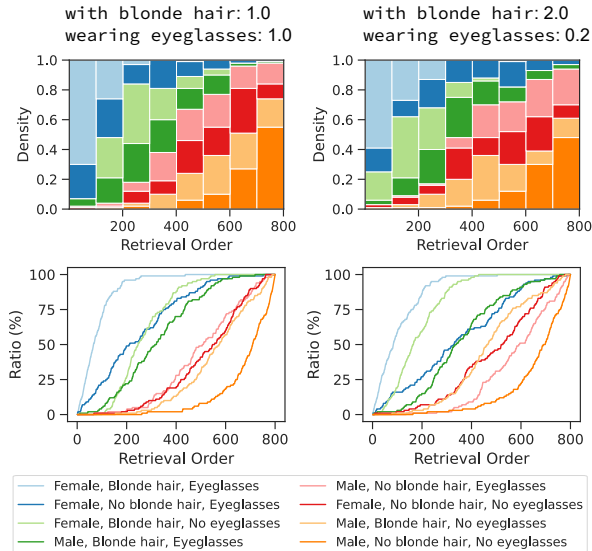 with blonde hair: 1.0
wearing eyeglasses: 1.0
with blonde hair: 2.0
wearing eyeglasses: 0.2
Density
1.0
0.8
0.6
0.4
0.2
0.0
200 400 600 800
Retrieval Order
Density
1.0
0.8
0.6
0.4
0.2
0.0
200 400 600 800
Retrieval Order
Ratio (%)
100
75
50
25
0
0 200 400 600 800
Retrieval Order
Ratio (%)
100
75
50
25
0
0 200 400 600 800
Retrieval Order
Female, Blonde hair, Eyeglasses
Female, No blonde hair, Eyeglasses
Female, Blonde hair, No eyeglasses
Male, Blonde hair, Eyeglasses
Male, No blonde hair, Eyeglasses
Female, No blonde hair, No eyeglasses
Male, Blonde hair, No eyeglasses
Male, No blonde hair, No eyeglasses